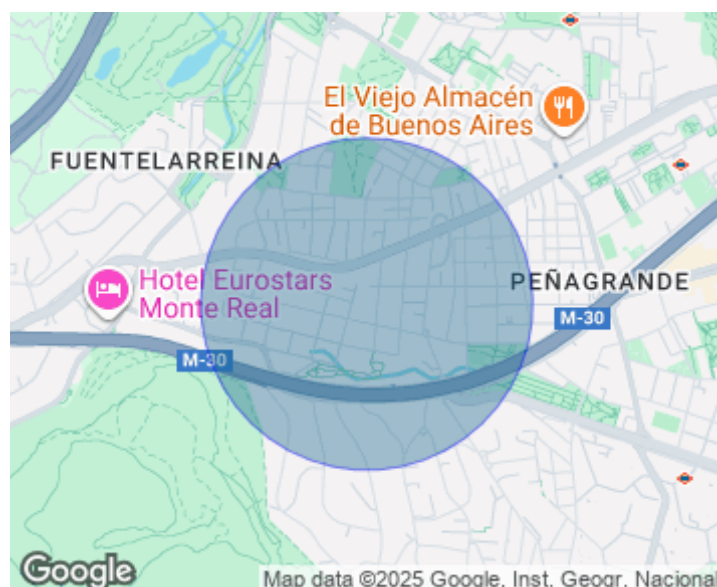 El Viejo Almacén
de Buenos Aires
FUENTELARREINA
Hotel Eurostars
Monte Real
PEÑAGRANDE
M-30
M-30
Google
Map data ©2025 Google, Inst. Geogr. Nacional